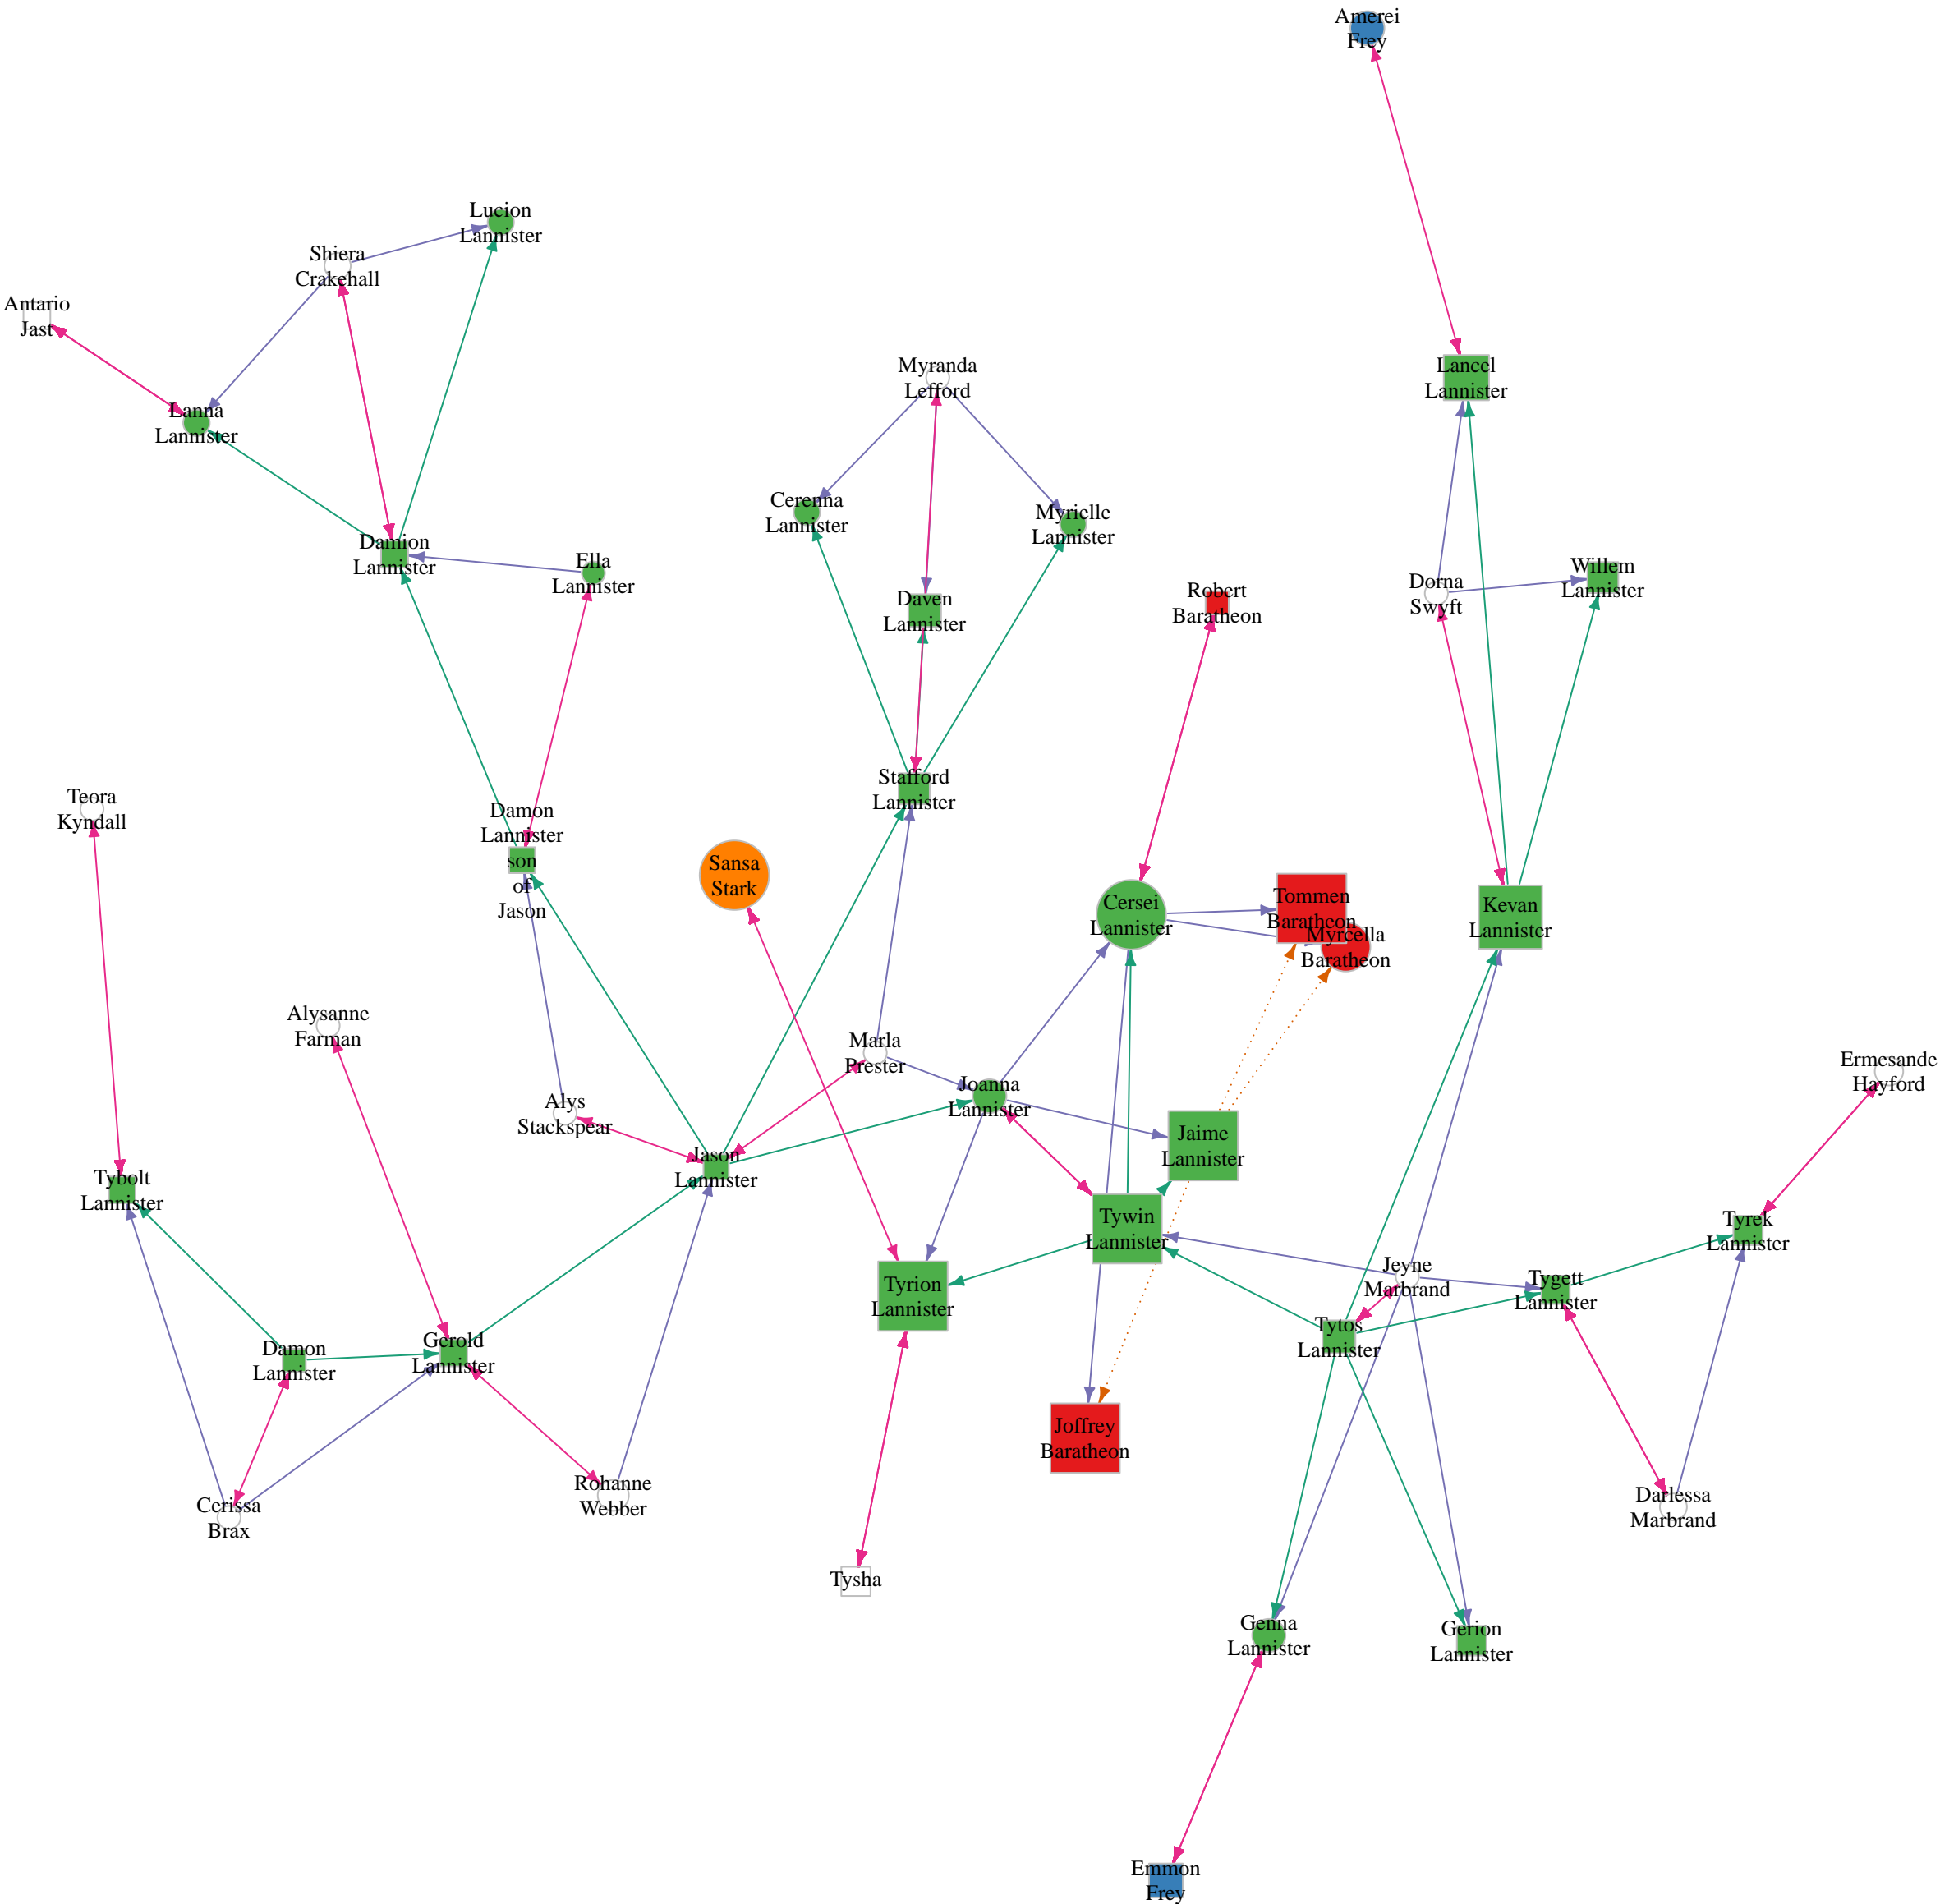 Amerei
Frey
Lucion
Lannister
Shiera
Crakehall
Antario
Jast
Myranda
Lefford
Lancel
Lannister
Lanna
Lannister
Cerenna
Lannister
Myrielle
Lannister
Damion
Lannister
Ella
Lannister
Willem
Lannister
Dorna
Swyft
Robert
Baratheon
Daven
Lannister
Stafford
Lannister
Teora
Kyndall
Damon
Lannister
son
of
Jason
Sansa
Stark
Cersei
Lannister
Tommen
Baratheon
Kevan
Lannister
Myrcella
Baratheon
Alysanne
Farman
Marla
Prester
Ermesande
Hayford
Joanna
Lannister
Alys
Stackspear
Jaime
Lannister
Jason
Lannister
Tybolt
Lannister
Tywin
Lannister
Tyrek
Lannister
Jeyne
Marbrand
Tyrion
Lannister
Tygett
Lannister
Tytos
Lannister
Gerold
Lannister
Damon
Lannister
Joffrey
Baratheon
Rohanne
Webber
Cerissa
Brax
Darlessa
Marbrand
Tysha
Genna
Lannister
Gerion
Lannister
Emmon
Frey